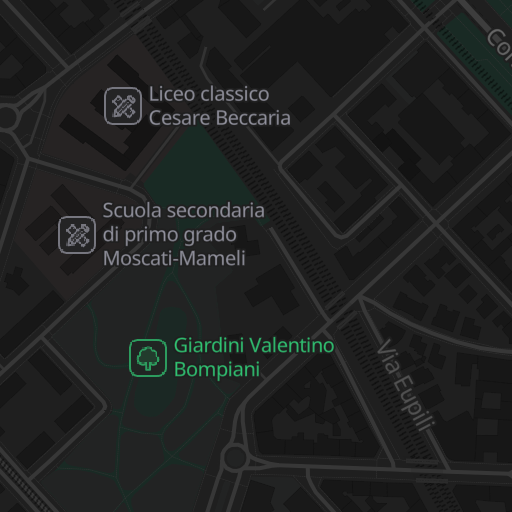 Liceo classico
Cesare Beccaria
Scuola secondaria
di primo grado
Moscati-Mameli
Giardini Valentino
Bompiani
Via Eupili